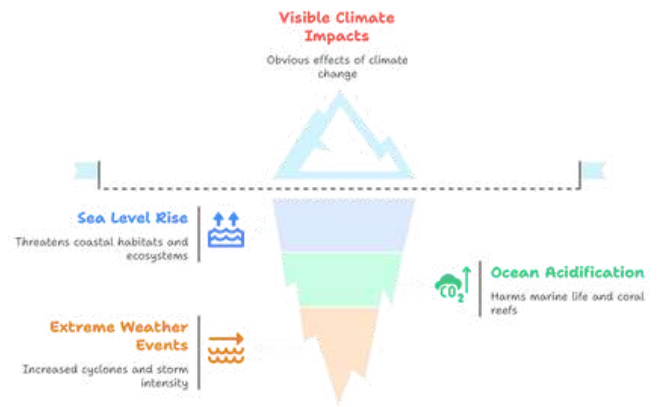 Visible Climate
Impacts
Obvious effects of climate
change
Sea Level Rise
Threatens coastal habitats and
ecosystems
CO2
Ocean Acidification
Harms marine life and coral
reefs
Extreme Weather
Events
Increased cyclones and storm
intensity